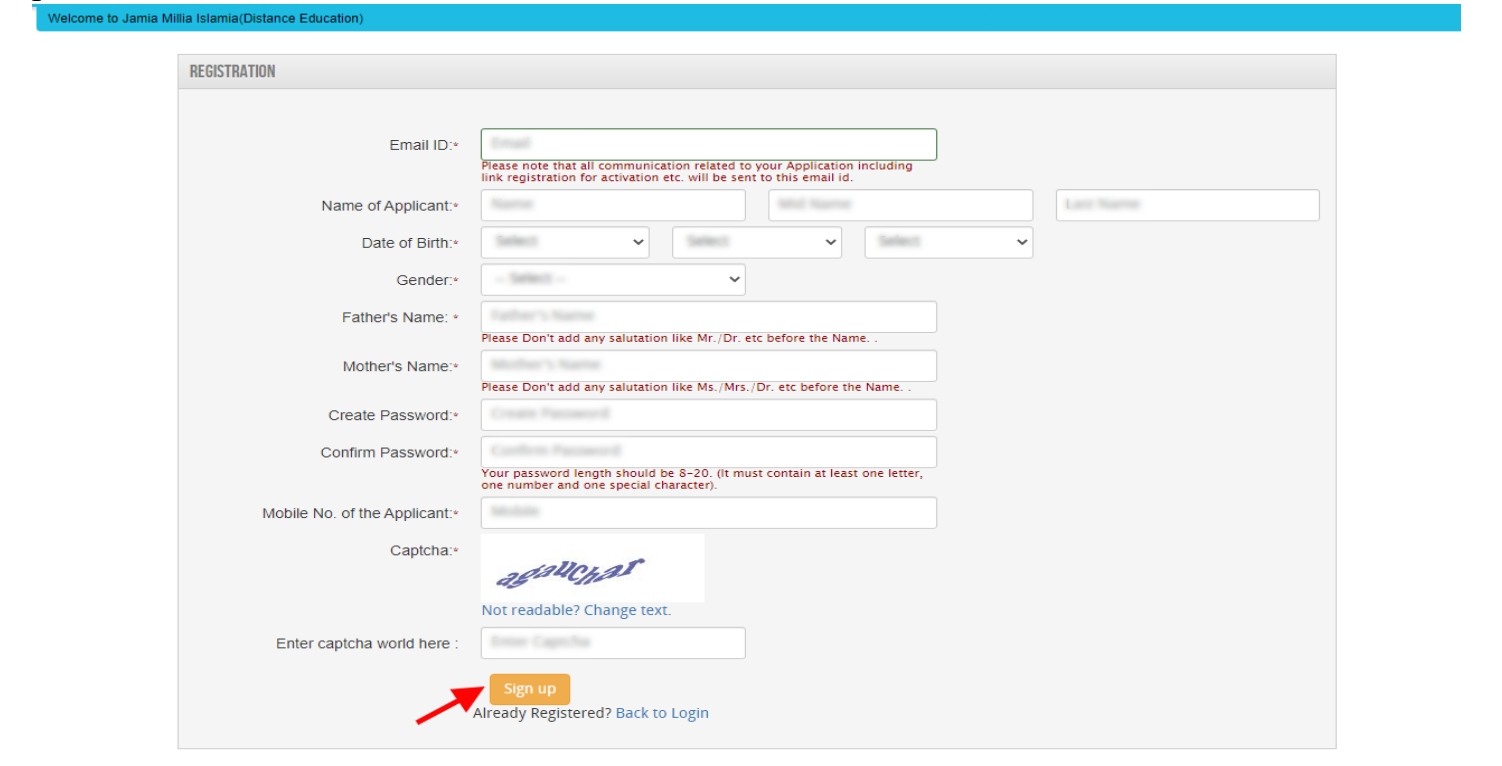 Welcome to Jamia Millia Islamia(Distance Education)
REGISTRATION
Email ID:*
Email
Please note that all communication related to your Application including
link registration for activation etc. will be sent to this email id.
Name of Applicant:*
Name
Mid Name
Last Name
Date of Birth:*
Select
Select
Select
Gender:*
-- Select --
Father's Name: *
Father's Name
Please Don't add any salutation like Mr./Dr. etc before the Name. .
Mother's Name:*
Mother's Name
Please Don't add any salutation like Ms./Mrs./Dr. etc before the Name. .
Create Password:*
Create Password
Confirm Password:*
Confirm Password
Your password length should be 8-20. (It must contain at least one letter,
one number and one special character).
Mobile No. of the Applicant:*
Mobile
Captcha:*
agauchar
Not readable? Change text.
Enter captcha world here :
Enter Captcha
Sign up
Already Registered? Back to Login